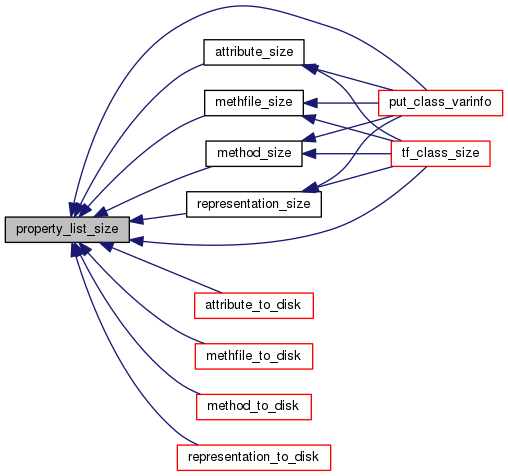 attribute_size
put_class_varinfo
methfile_size
method_size
tf_class_size
representation_size
property_list_size
attribute_to_disk
methfile_to_disk
method_to_disk
representation_to_disk